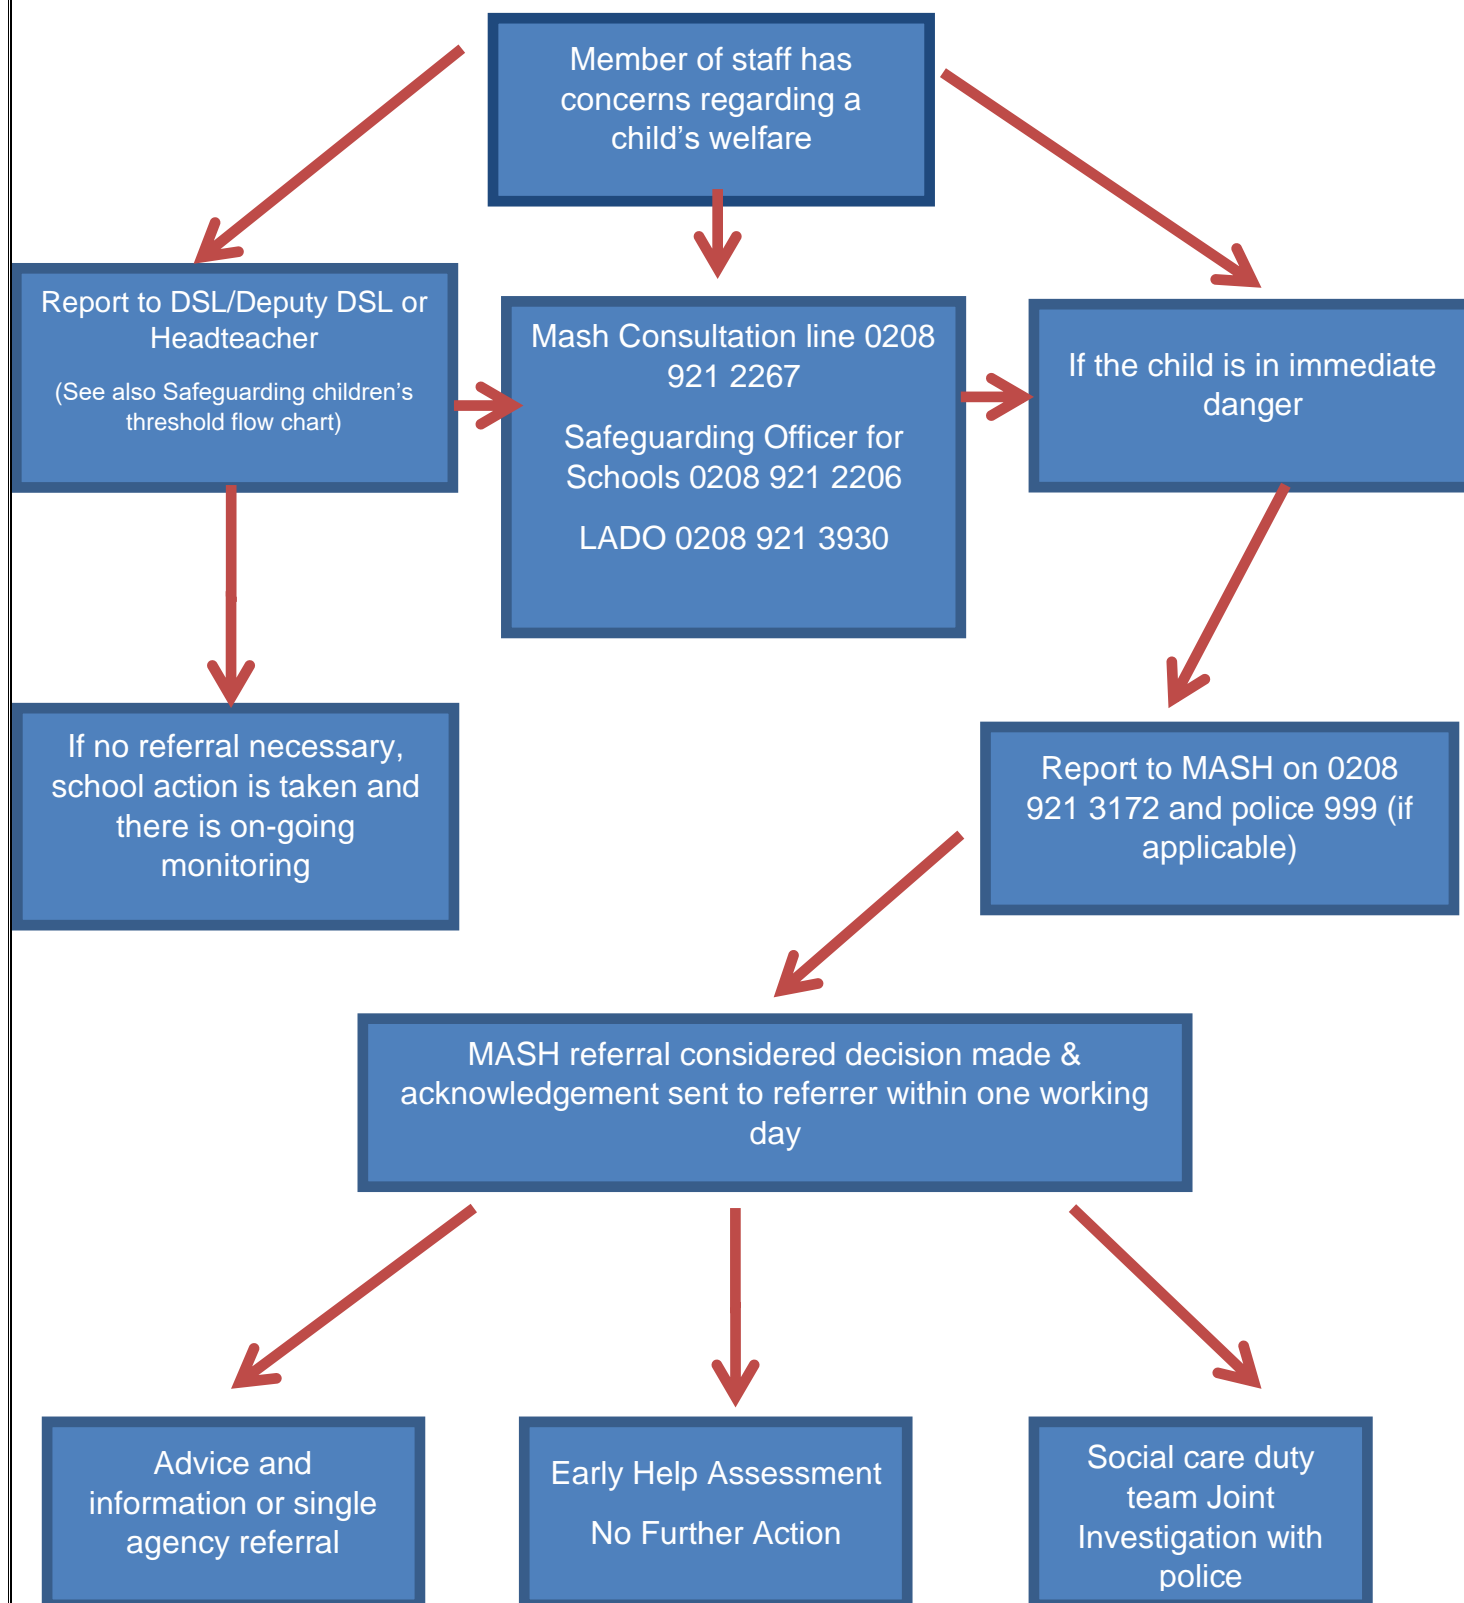 Member of staff has
concerns regarding a
child’s welfare
Report to DSL/Deputy DSL or
Headteacher
(See also Safeguarding children’s
threshold flow chart)
Mash Consultation line 0208
921 2267
Safeguarding Officer for
Schools 0208 921 2206
LADO 0208 921 3930
If the child is in immediate
danger
If no referral necessary,
school action is taken and
there is on-going
monitoring
Report to MASH on 0208
921 3172 and police 999 (if
applicable)
MASH referral considered decision made &
acknowledgement sent to referrer within one working
day
Advice and
information or single
agency referral
Early Help Assessment
No Further Action
Social care duty
team Joint
Investigation with
police